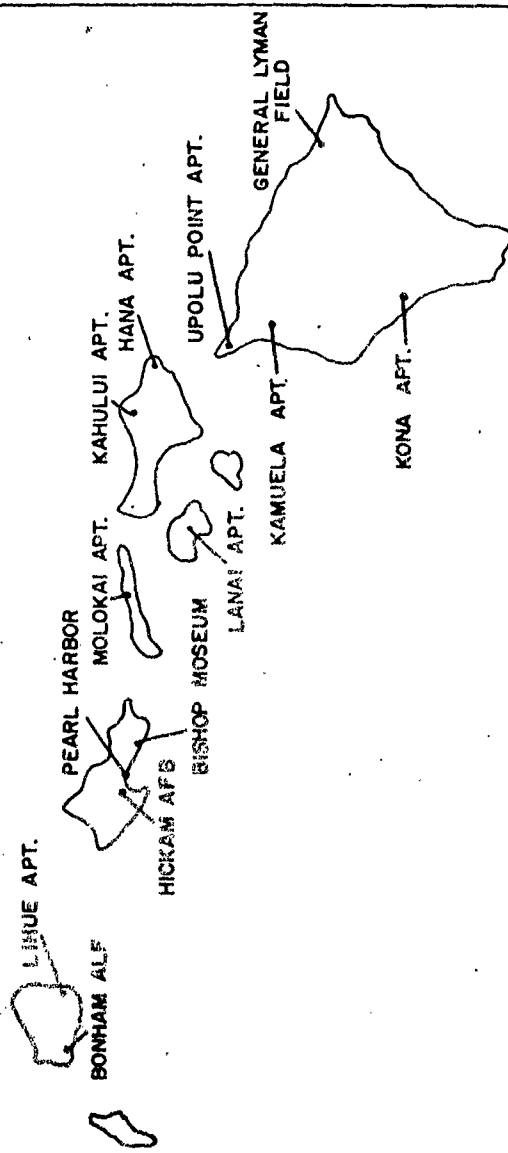 LIHUE APT.
BONHAM ALF
PEARL HARBOR
HICKAM AFB
BISHOP MOSEUM
MOLOKAI APT.
LANAI APT.
KAHULUI APT.
HANA APT.
UPOLU POINT APT.
KAMUELA APT.
KONA APT.
GENERAL LYMAN
FIELD